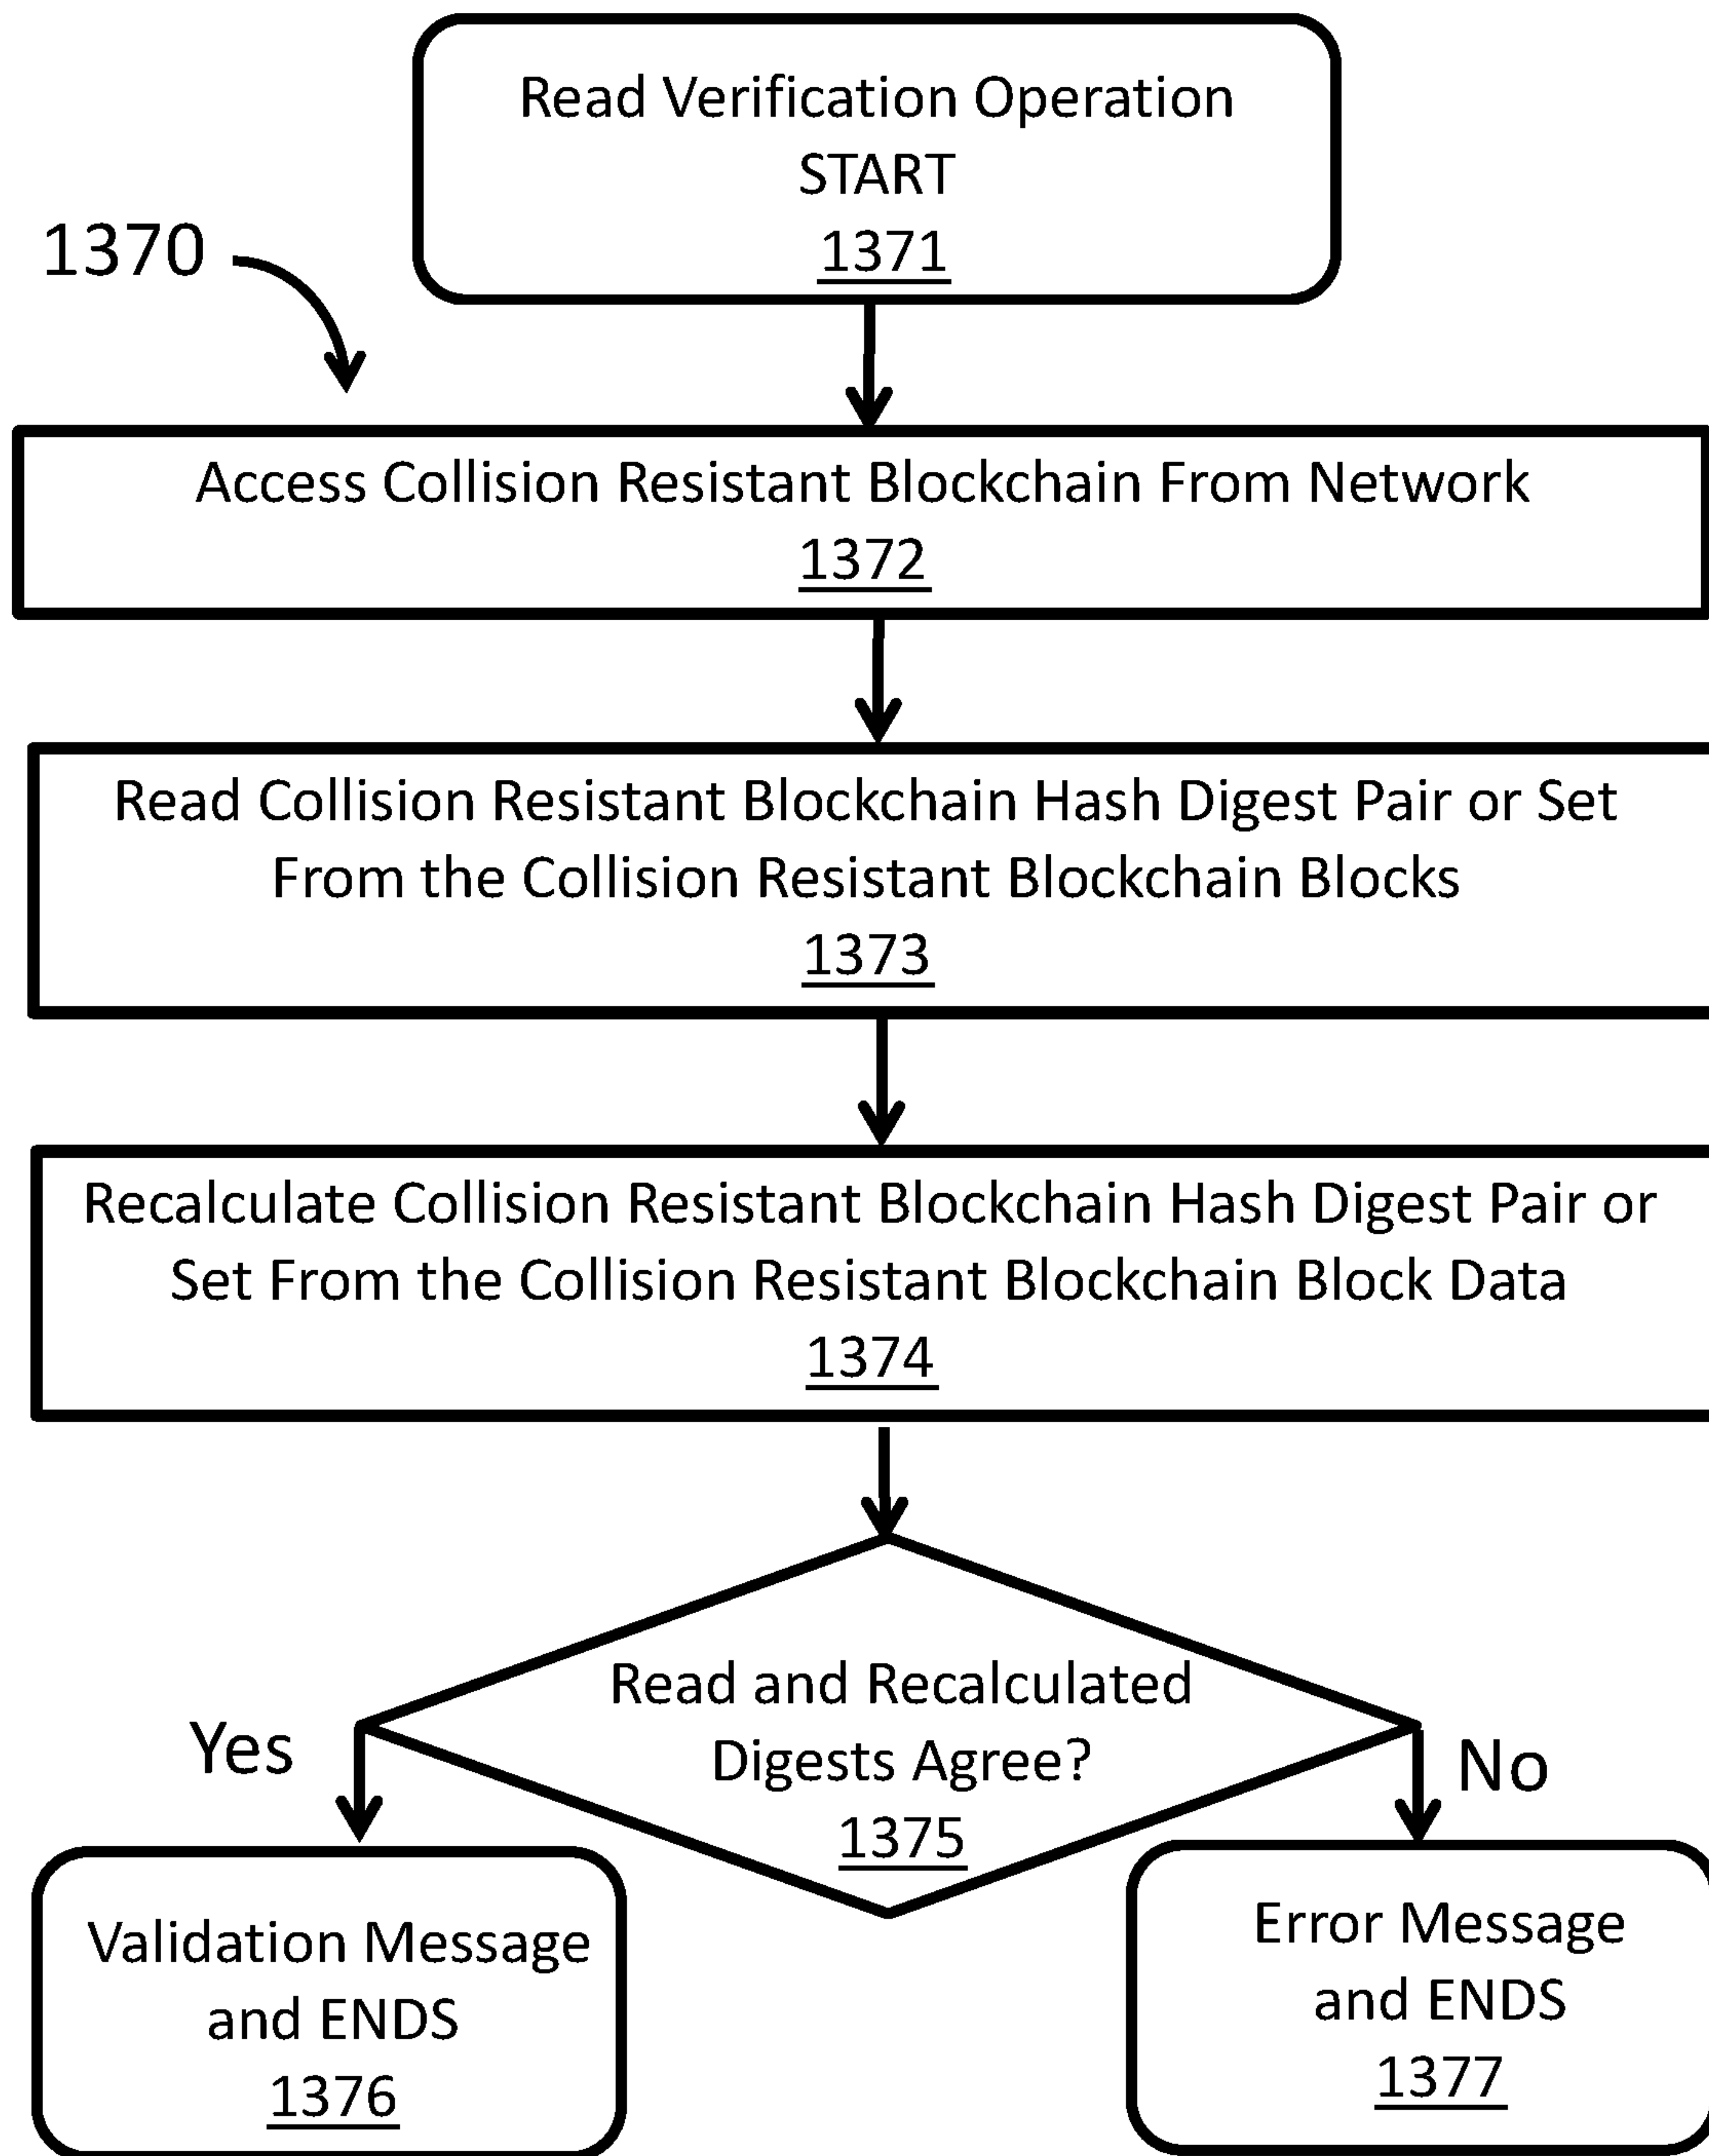 Read Verification Operation
START
1371
1370
Access Collision Resistant Blockchain From Network
1372
Read Collision Resistant Blockchain Hash Digest Pair or Set
From the Collision Resistant Blockchain Blocks
1373
Recalculate Collision Resistant Blockchain Hash Digest Pair or
Set From the Collision Resistant Blockchain Block Data
1374
Read and Recalculated
Digests Agree?
1375
Yes
No
Validation Message
and ENDS
1376
Error Message
and ENDS
1377